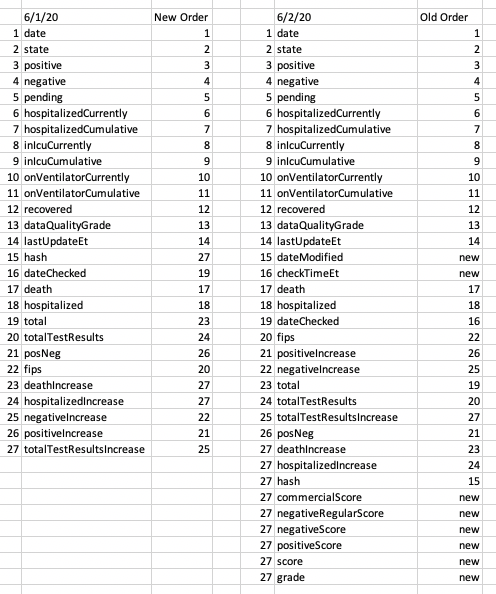 6/1/20 New Order 6/2/20 Old Order
1 date 1 1 date 1
2 state 2 2 state 2
3 positive 3 3 positive 3
4 negative 4 4 negative 4
5 pending 5 5 pending 5
6 hospitalizedCurrently 6 6 hospitalizedCurrently 6
7 hospitalizedCumulative 7 7 hospitalizedCumulative 7
8 inIcuCurrently 8 8 inIcuCurrently 8
9 inIcuCumulative 9 9 inIcuCumulative 9
10 onVentilatorCurrently 10 10 onVentilatorCurrently 10
11 onVentilatorCumulative 11 11 onVentilatorCumulative 11
12 recovered 12 12 recovered 12
13 dataQualityGrade 13 13 dataQualityGrade 13
14 lastUpdateEt 14 14 lastUpdateEt 14
15 hash 27 15 dateModified new
16 dateChecked 19 16 checkTimeEt new
17 death 17 17 death 17
18 hospitalized 18 18 hospitalized 18
19 total 23 19 dateChecked 16
20 totalTestResults 24 20 fips 22
21 posNeg 26 21 positiveIncrease 26
22 fips 20 22 negativeIncrease 25
23 deathIncrease 27 23 total 19
24 hospitalizedIncrease 27 24 totalTestResults 20
25 negativeIncrease 22 25 totalTestResultsIncrease 27
26 positiveIncrease 21 26 posNeg 21
27 totalTestResultsIncrease 25 27 deathIncrease 23
27 hospitalizedIncrease 24
27 hash 15
27 commercialScore new
27 negativeRegularScore new
27 negativeScore new
27 positiveScore new
27 score new
27 grade new